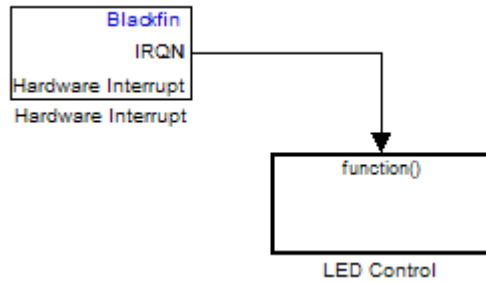 Blackfin
IRQN
Hardware Interrupt
Hardware Interrupt
function()
LED Control